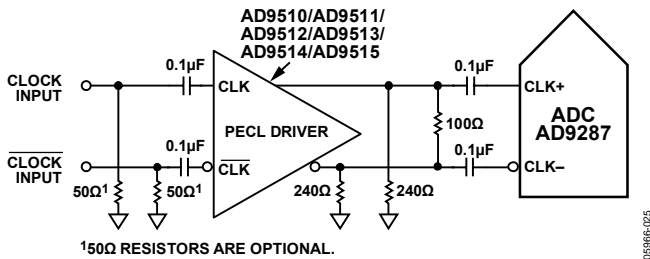 AD9510/AD9511/
AD9512/AD9513/
AD9514/AD9515
0.1µF
0.1µF
CLOCK
INPUT
CLK
CLK+
PECL DRIVER
100Ω
ADC
AD9287
0.1µF
0.1µF
CLOCK
INPUT
CLK
CLK–
50Ω¹
50Ω¹
240Ω
240Ω
¹50Ω RESISTORS ARE OPTIONAL.
05966-025